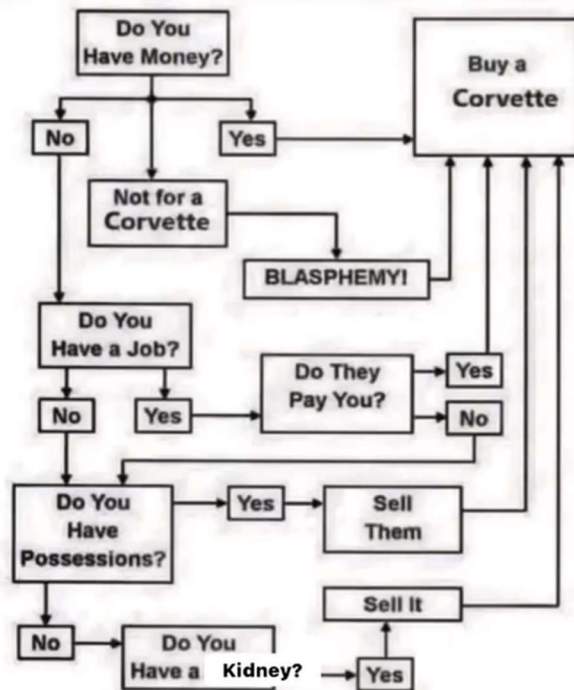 Do You
Have Money?
Buy a
Corvette
No
Yes
Not for a
Corvette
BLASPHEMY!
Do You
Have a Job?
Do They
Pay You?
Yes
No
Yes
No
Do You
Have
Possessions?
Yes
Sell
Them
Sell It
No
Do You
Have a Kidney?
Yes